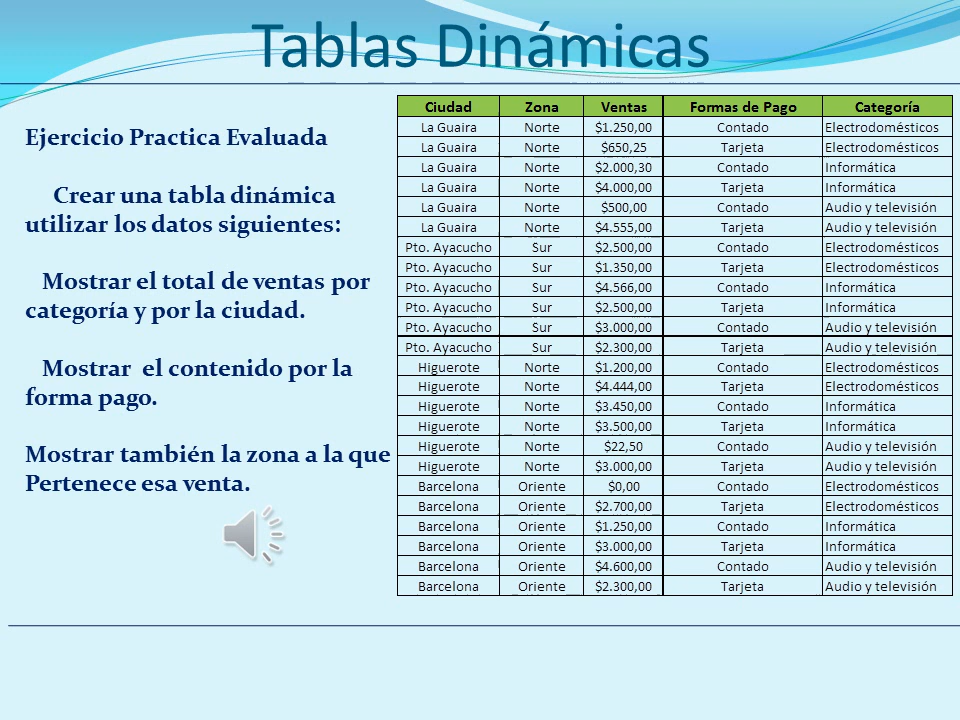 Tablas Dinámicas
Ejercicio Practica Evaluada
Crear una tabla dinámica
utilizar los datos siguientes:
Mostrar el total de ventas por
categoría y por la ciudad.
Mostrar el contenido por la
forma pago.
Mostrar también la zona a la que
Pertenece esa venta.
Ciudad Zona Ventas Formas de Pago Categoría
La Guaira Norte $1.250,00 Contado Electrodomésticos
La Guaira Norte $650,25 Tarjeta Electrodomésticos
La Guaira Norte $2.000,30 Contado Informática
La Guaira Norte $4.000,00 Tarjeta Informática
La Guaira Norte $500,00 Contado Audio y televisión
La Guaira Norte $4.555,00 Tarjeta Audio y televisión
Pto. Ayacucho Sur $2.500,00 Contado Electrodomésticos
Pto. Ayacucho Sur $1.350,00 Tarjeta Electrodomésticos
Pto. Ayacucho Sur $4.566,00 Contado Informática
Pto. Ayacucho Sur $2.500,00 Tarjeta Informática
Pto. Ayacucho Sur $3.000,00 Contado Audio y televisión
Pto. Ayacucho Sur $2.300,00 Tarjeta Audio y televisión
Higuerote Norte $1.200,00 Contado Electrodomésticos
Higuerote Norte $4.444,00 Tarjeta Electrodomésticos
Higuerote Norte $3.450,00 Contado Informática
Higuerote Norte $3.500,00 Tarjeta Informática
Higuerote Norte $22,50 Contado Audio y televisión
Higuerote Norte $3.000,00 Tarjeta Audio y televisión
Barcelona Oriente $0,00 Contado Electrodomésticos
Barcelona Oriente $2.700,00 Tarjeta Electrodomésticos
Barcelona Oriente $1.250,00 Contado Informática
Barcelona Oriente $3.000,00 Tarjeta Informática
Barcelona Oriente $4.600,00 Contado Audio y televisión
Barcelona Oriente $2.300,00 Tarjeta Audio y televisión